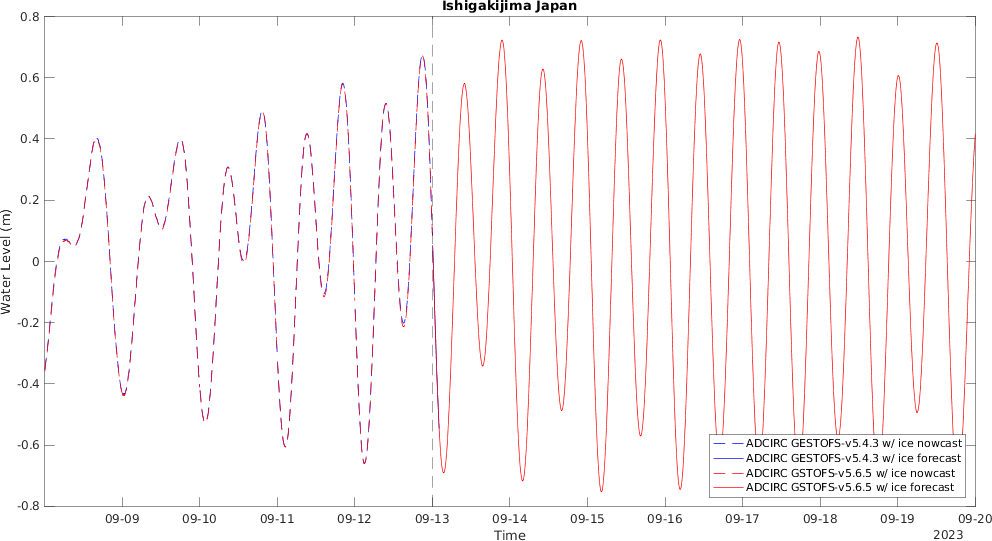 Ishigakijima Japan
0.8
0.6
0.4
0.2
0
-0.2
-0.4
-0.6
-0.8
Water Level (m)
ADCIRC GESTOFS-v5.4.3 w/ ice nowcast
ADCIRC GESTOFS-v5.4.3 w/ ice forecast
ADCIRC GSTOFS-v5.6.5 w/ ice nowcast
ADCIRC GSTOFS-v5.6.5 w/ ice forecast
09-09 09-10 09-11 09-12 09-13 09-14 09-15 09-16 09-17 09-18 09-19 09-20
Time
2023